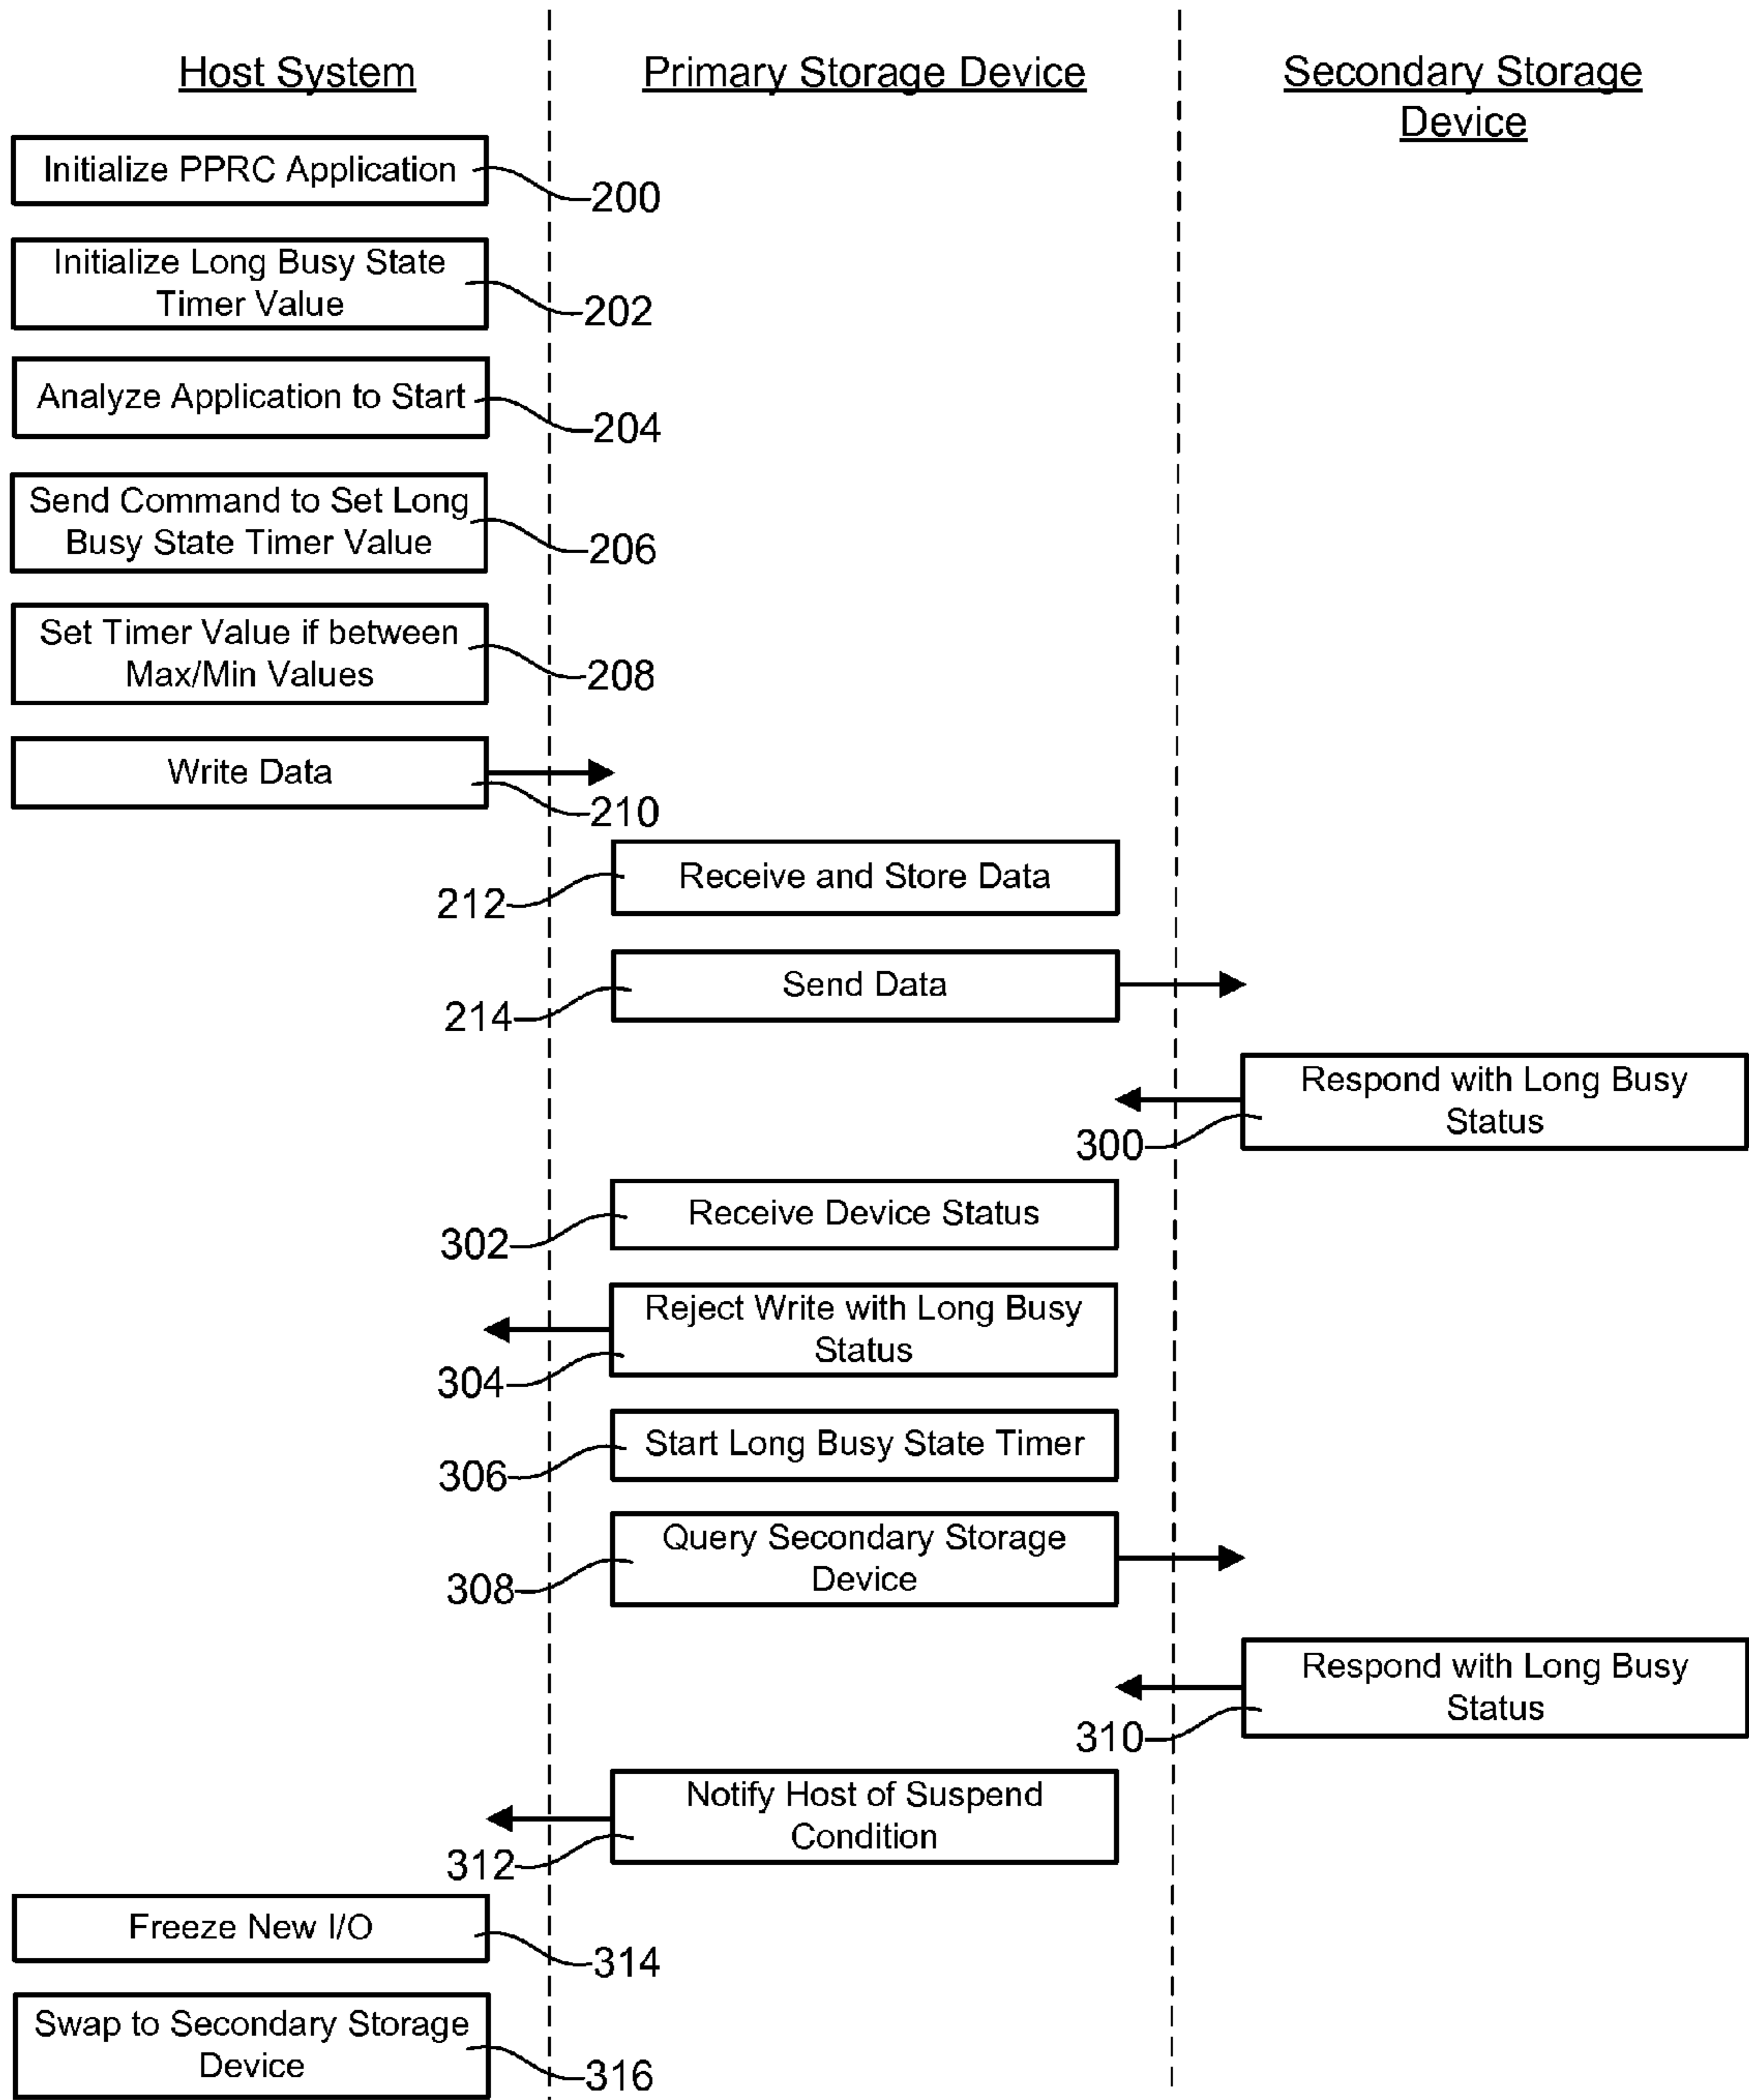 Host System
Primary Storage Device
Secondary Storage
Device
Initialize PPRC Application
200
Initialize Long Busy State
Timer Value
202
Analyze Application to Start
204
Send Command to Set Long
Busy State Timer Value
206
Set Timer Value if between
Max/Min Values
208
Write Data
210
Receive and Store Data
212
Send Data
214
Respond with Long Busy
Status
300
Receive Device Status
302
Reject Write with Long Busy
Status
304
Start Long Busy State Timer
306
Query Secondary Storage
Device
308
Respond with Long Busy
Status
310
Notify Host of Suspend
Condition
312
Freeze New I/O
314
Swap to Secondary Storage
Device
316